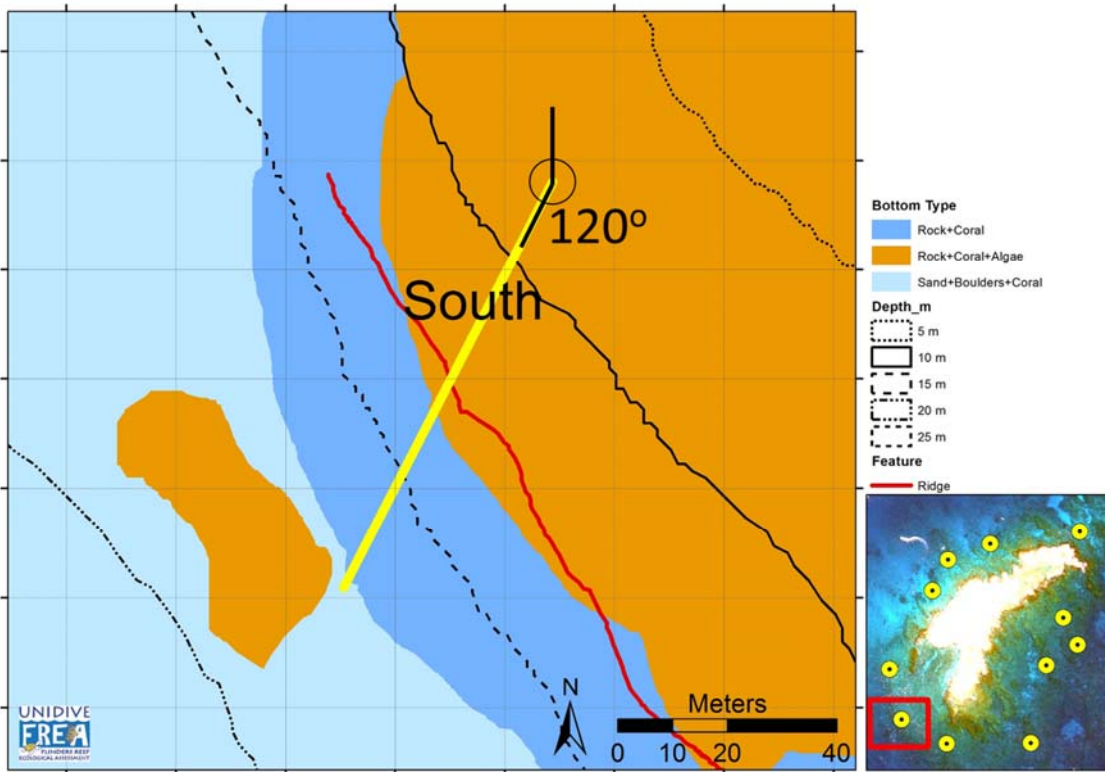 120°
South
N
Meters
0 10 20 40
UNIDIVE
FREA
FLINDERS REEF
ECOLOGICAL ASSESSMENT
Bottom Type
Rock+Coral
Rock+Coral+Algae
Sand+Boulders+Coral
Depth_m
5 m
10 m
15 m
20 m
25 m
Feature
Ridge